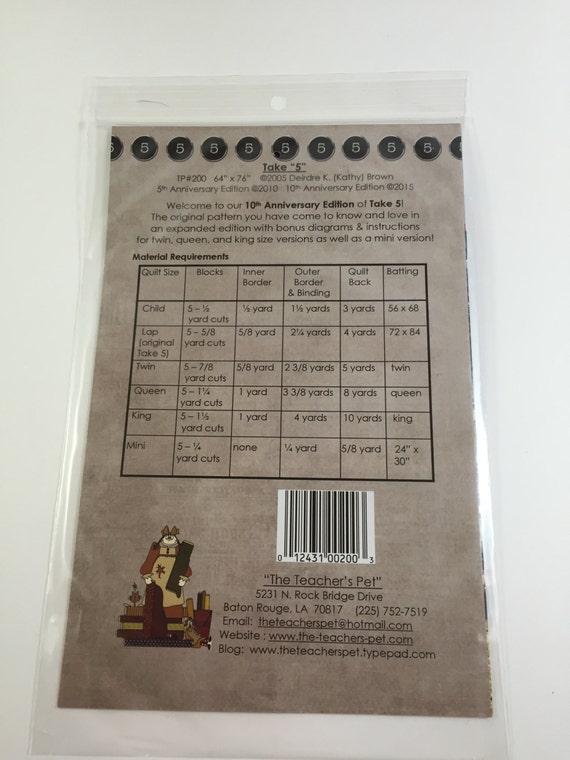 5 5 5 5 5 5 5 5 5 5 5
Take "5"
TP#200 64" x 76" ©2005 Deirdre K. (Kathy) Brown
5th Anniversary Edition ©2010 10th Anniversary Edition ©2015
Welcome to our 10th Anniversary Edition of Take 5!
The original pattern you have come to know and love in
an expanded edition with bonus diagrams & instructions
for twin, queen, and king size versions as well as a mini version!
Material Requirements
Quilt Size Blocks Inner Border Outer Border & Binding Quilt Back Batting
Child 5 – ½ yard cuts ½ yard 1½ yards 3 yards 56 x 68
Lap (original Take 5) 5 – 5/8 yard cuts 5/8 yard 2¼ yards 4 yards 72 x 84
Twin 5 – 7/8 yard cuts 5/8 yard 2 3/8 yards 5 yards twin
Queen 5 – 1¼ yard cuts 1 yard 3 3/8 yards 8 yards queen
King 5 – 1½ yard cuts 1 yard 4 yards 10 yards king
Mini 5 – ¼ yard cuts none ¼ yard 5/8 yard 24" x 30"
0 12431 00200 3
"The Teacher's Pet"
5231 N. Rock Bridge Drive
Baton Rouge, LA 70817 (225) 752-7519
Email: theteacherspet@hotmail.com
Website : www.the-teachers-pet.com
Blog: www.theteacherspet.typepad.com